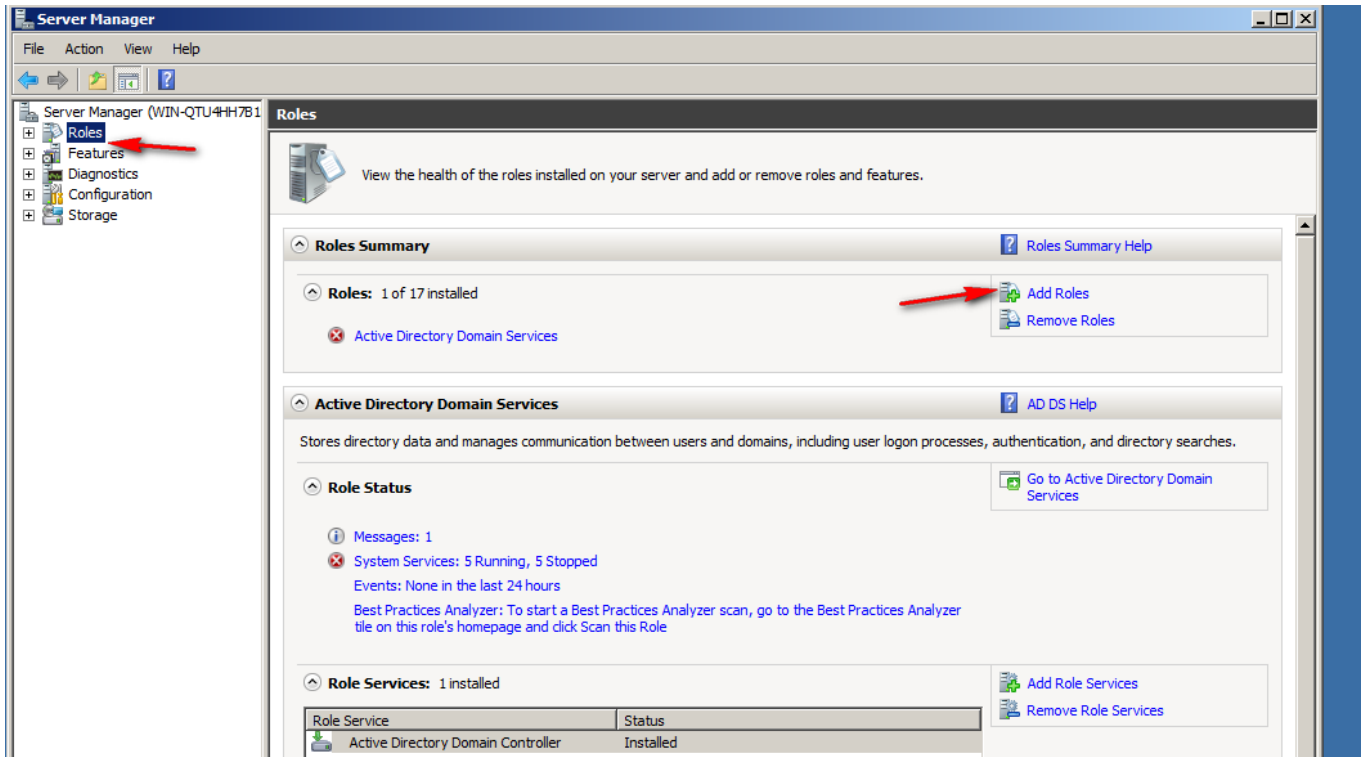 Server Manager
File Action View Help
Server Manager (WIN-QTU4HH7B1
Roles
Features
Diagnostics
Configuration
Storage
Roles
View the health of the roles installed on your server and add or remove roles and features.
Roles Summary
Roles Summary Help
Roles: 1 of 17 installed
Add Roles
Remove Roles
Active Directory Domain Services
Active Directory Domain Services
AD DS Help
Stores directory data and manages communication between users and domains, including user logon processes, authentication, and directory searches.
Role Status
Go to Active Directory Domain
Services
Messages: 1
System Services: 5 Running, 5 Stopped
Events: None in the last 24 hours
Best Practices Analyzer: To start a Best Practices Analyzer scan, go to the Best Practices Analyzer
tile on this role's homepage and click Scan this Role
Role Services: 1 installed
Add Role Services
Remove Role Services
Role Service Status
Active Directory Domain Controller Installed